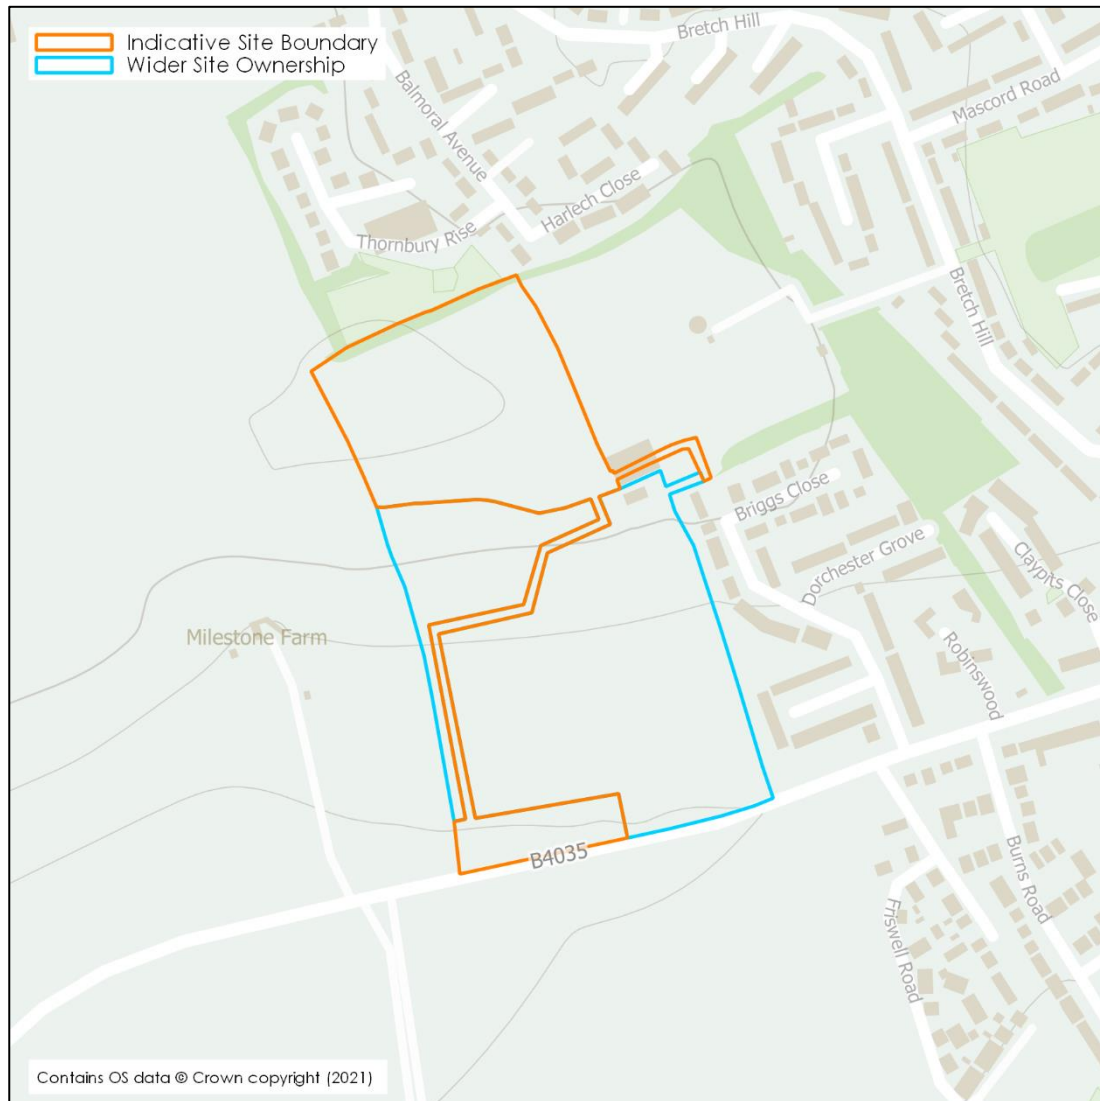 Indicative Site Boundary
Wider Site Ownership
Bretch Hill
Balmoral Avenue
Mascord Road
Harlech Close
Thornbury Rise
Bretch Hill
Briggs Close
Dorchester Grove
Claypits Close
Milestone Farm
Robinswood
B4035
Burns Road
Friswell Road
Contains OS data © Crown copyright (2021)